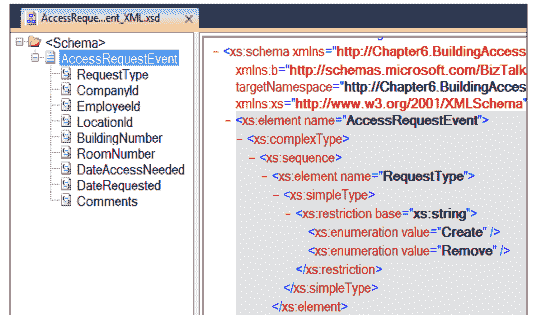 AccessReque...ent_XML.xsd
<Schema>
AccessRequestEvent
RequestType
CompanyId
EmployeeId
LocationId
BuildingNumber
RoomNumber
DateAccessNeeded
DateRequested
Comments
- <xs:schema xmlns="http://Chapter6.BuildingAccess
xmlns:b="http://schemas.microsoft.com/BizTalk
targetNamespace="http://Chapter6.BuildingAcces
xmlns:xs="http://www.w3.org/2001/XMLSchema"
- <xs:element name="AccessRequestEvent">
- <xs:complexType>
- <xs:sequence>
- <xs:element name="RequestType">
- <xs:simpleType>
- <xs:restriction base="xs:string">
<xs:enumeration value="Create" />
<xs:enumeration value="Remove" />
</xs:restriction>
</xs:simpleType>
</xs:element>